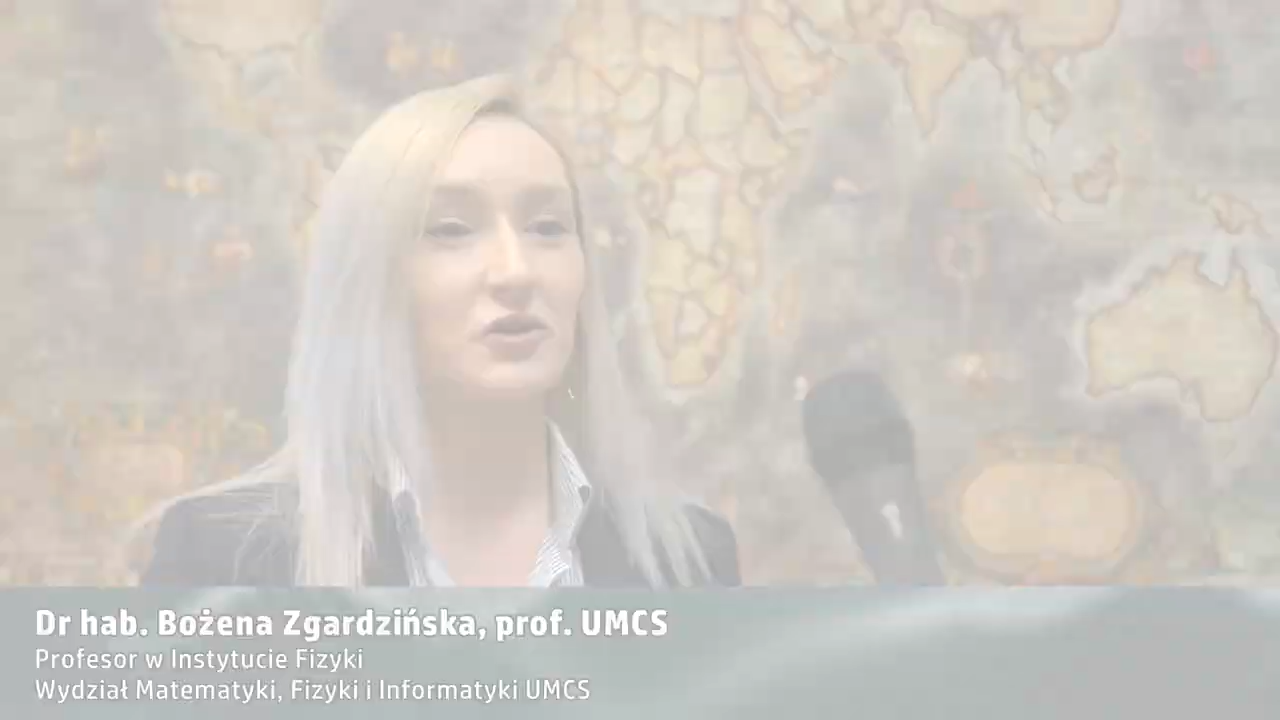 Dr hab. Bożena Zgardzińska, prof. UMCS
Profesor w Instytucie Fizyki
Wydział Matematyki, Fizyki i Informatyki UMCS